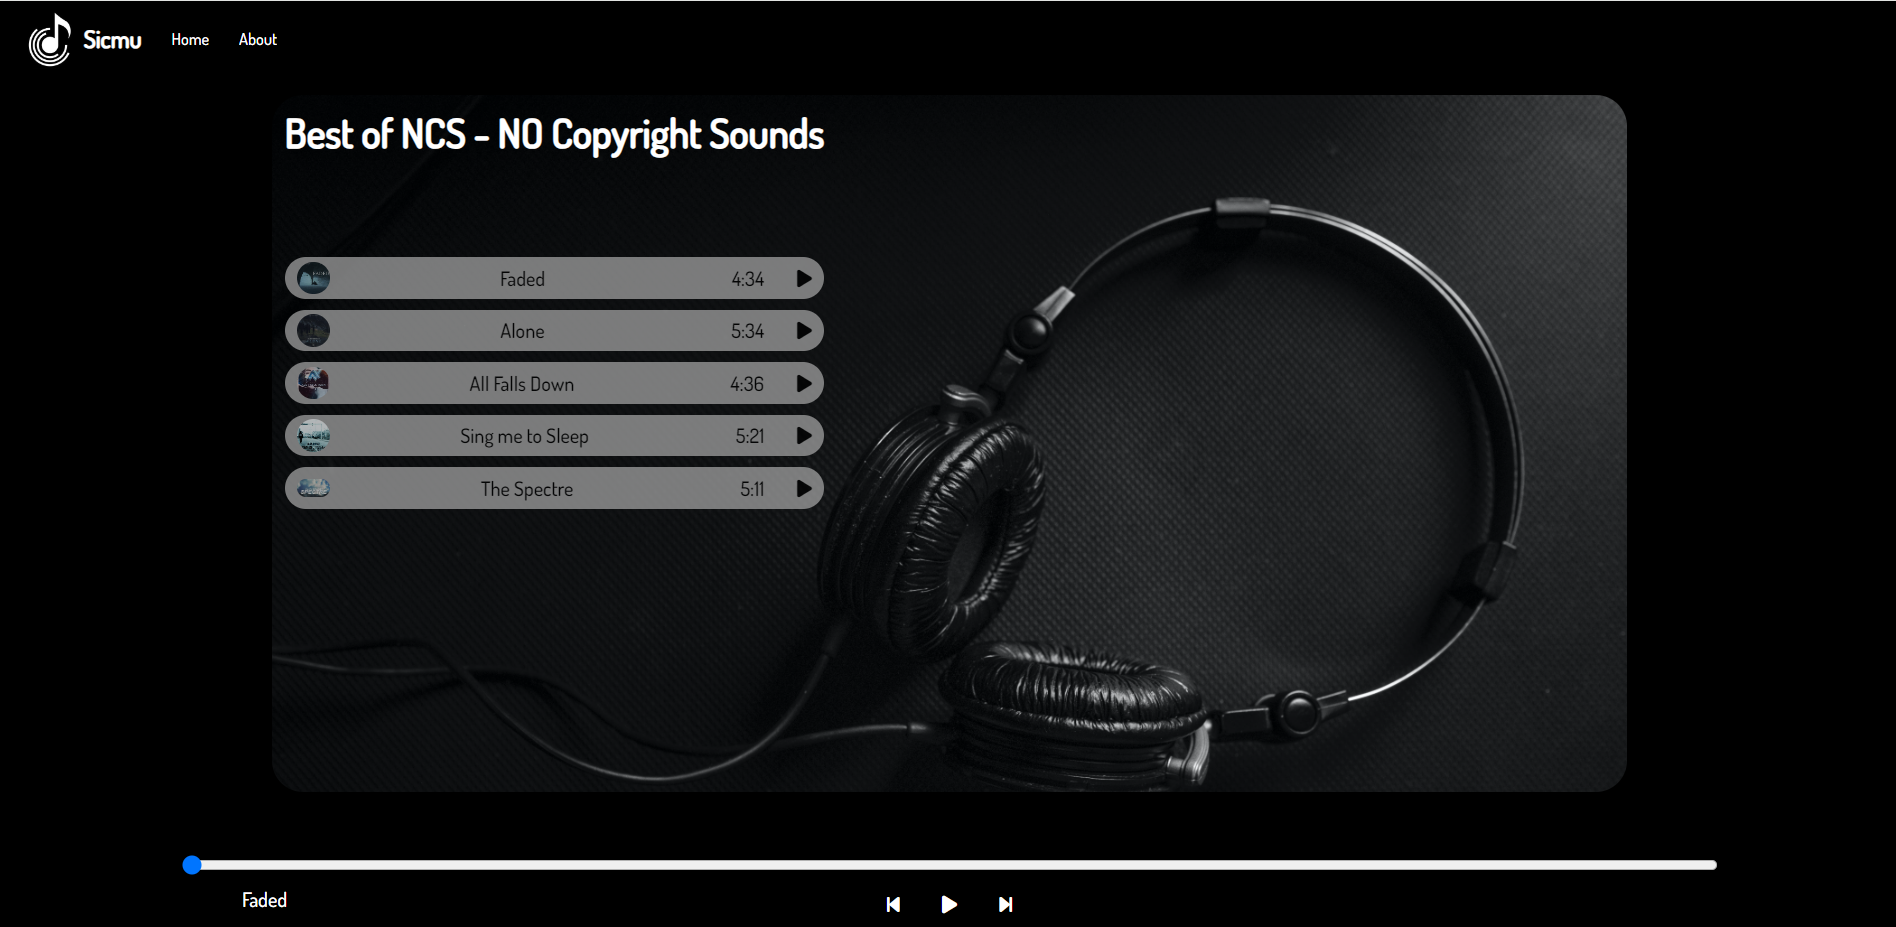 Sicmu Home About
Best of NCS - NO Copyright Sounds
Faded 4:34
Alone 5:34
All Falls Down 4:36
Sing me to Sleep 5:21
The Spectre 5:11
Faded